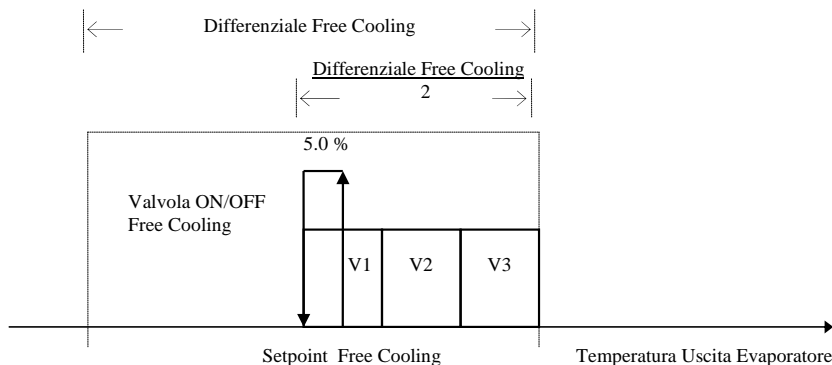 Differenziale Free Cooling
Differenziale Free Cooling
2
5.0 %
Valvola ON/OFF
Free Cooling
V1 V2 V3
Setpoint Free Cooling Temperatura Uscita Evaporatore